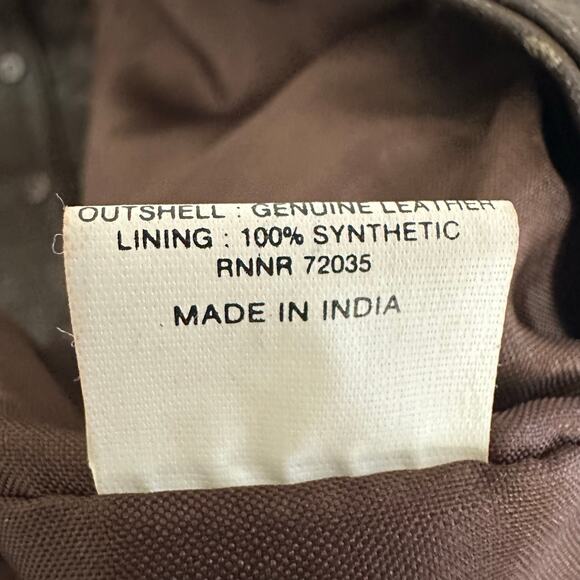 OUTSHELL : GENUINE LEATHER
LINING : 100% SYNTHETIC
RNNR 72035
MADE IN INDIA